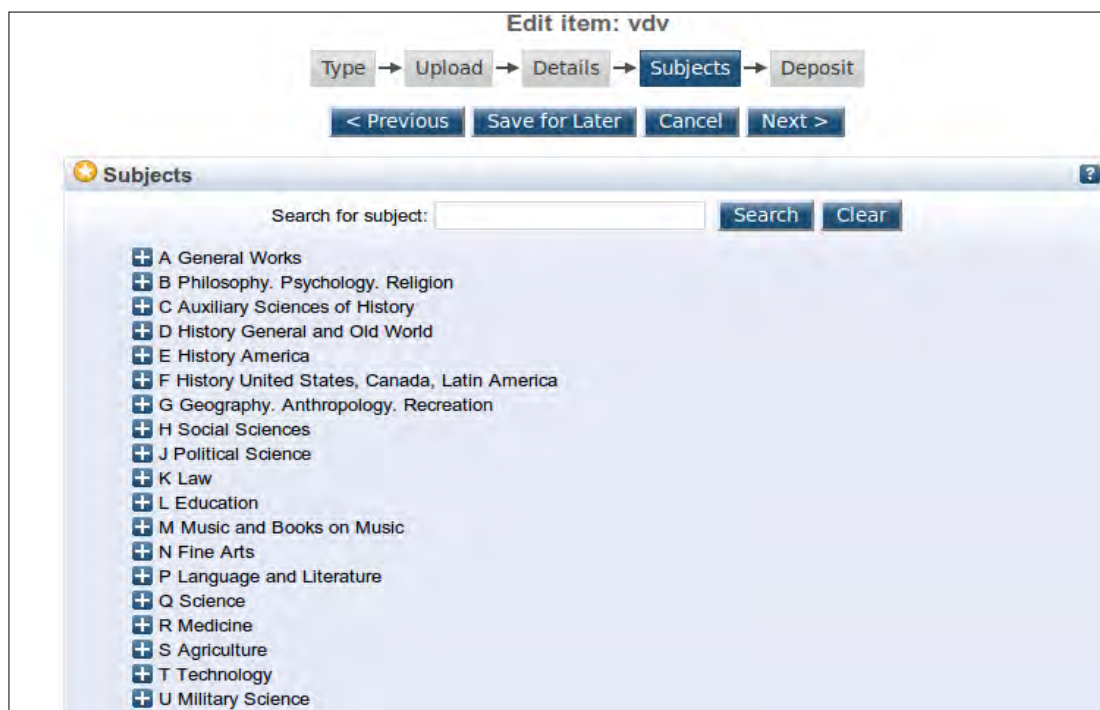 Edit item: vdv
Type → Upload → Details → Subjects → Deposit
< Previous Save for Later Cancel Next >
Subjects ?
Search for subject: Search Clear
A General Works
B Philosophy. Psychology. Religion
C Auxiliary Sciences of History
D History General and Old World
E History America
F History United States, Canada, Latin America
G Geography. Anthropology. Recreation
H Social Sciences
J Political Science
K Law
L Education
M Music and Books on Music
N Fine Arts
P Language and Literature
Q Science
R Medicine
S Agriculture
T Technology
U Military Science